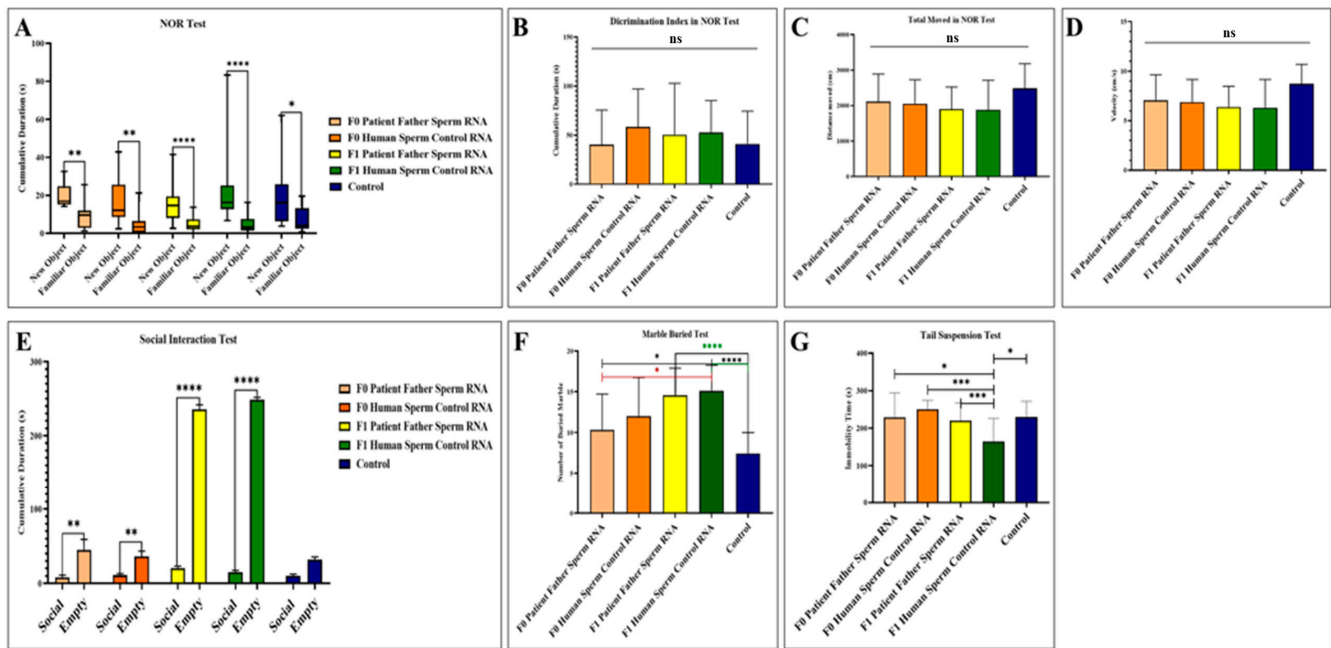 A
NOR Test
Cumulative Duration (s)
100
80
60
40
20
0
**
**
****
****
*
New Object
Familiar Object
New Object
Familiar Object
New Object
Familiar Object
New Object
Familiar Object
New Object
Familiar Object
F0 Patient Father Sperm RNA
F0 Human Sperm Control RNA
F1 Patient Father Sperm RNA
F1 Human Sperm Control RNA
Control
B
Dicrimination Index in NOR Test
ns
Cumulative Duration (s)
150
100
50
0
F0 Patient Father Sperm RNA
F0 Human Sperm Control RNA
F1 Patient Father Sperm RNA
F1 Human Sperm Control RNA
Control
C
Total Moved in NOR Test
ns
Distance moved (cm)
4000
3000
2000
1000
0
F0 Patient Father Sperm RNA
F0 Human Sperm Control RNA
F1 Patient Father Sperm RNA
F1 Human Sperm Control RNA
Control
D
ns
Velocity (cm/s)
15
10
5
0
F0 Patient Father Sperm RNA
F0 Human Sperm Control RNA
F1 Patient Father Sperm RNA
F1 Human Sperm Control RNA
Control
E
Social Interaction Test
Cumulative Duration (s)
300
200
100
0
**
**
****
****
Social
Empty
Social
Empty
Social
Empty
Social
Empty
Social
Empty
F0 Patient Father Sperm RNA
F0 Human Sperm Control RNA
F1 Patient Father Sperm RNA
F1 Human Sperm Control RNA
Control
F
Marble Buried Test
Number of Buried Marble
20
15
10
5
0
****
*
****
*
F0 Patient Father Sperm RNA
F0 Human Sperm Control RNA
F1 Patient Father Sperm RNA
F1 Human Sperm Control RNA
Control
G
Tail Suspension Test
Immobility Time (s)
400
300
200
100
0
*
*
***
***
F0 Patient Father Sperm RNA
F0 Human Sperm Control RNA
F1 Patient Father Sperm RNA
F1 Human Sperm Control RNA
Control